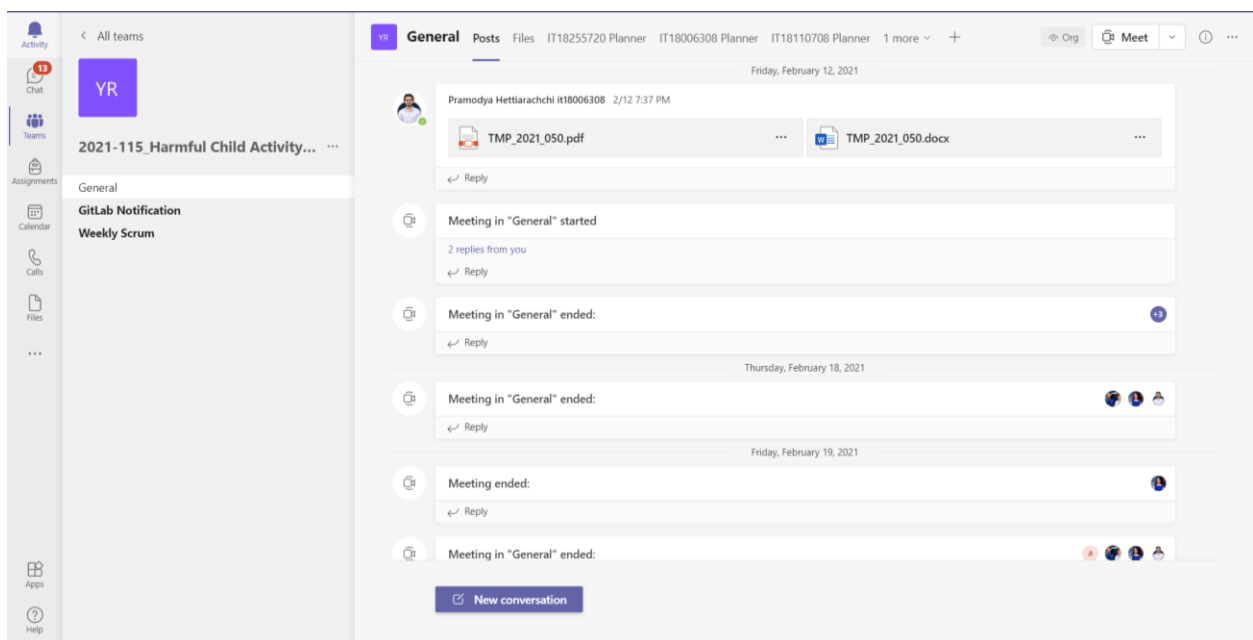 Activity
13
Chat
Teams
Assignments
Calendar
Calls
Files
...
Apps
Help
All teams
YR
2021-115_Harmful Child Activity... ...
General
GitLab Notification
Weekly Scrum
YR General Posts Files IT18255720 Planner IT18006308 Planner IT18110708 Planner 1 more + Org Meet ...
Friday, February 12, 2021
Pramodya Hettiarachchi it18006308 2/12 7:37 PM
TMP_2021_050.pdf ... TMP_2021_050.docx ...
Reply
Meeting in "General" started
2 replies from you
Reply
Meeting in "General" ended: +3
Reply
Thursday, February 18, 2021
Meeting in "General" ended:
Reply
Friday, February 19, 2021
Meeting ended:
Reply
Meeting in "General" ended:
New conversation